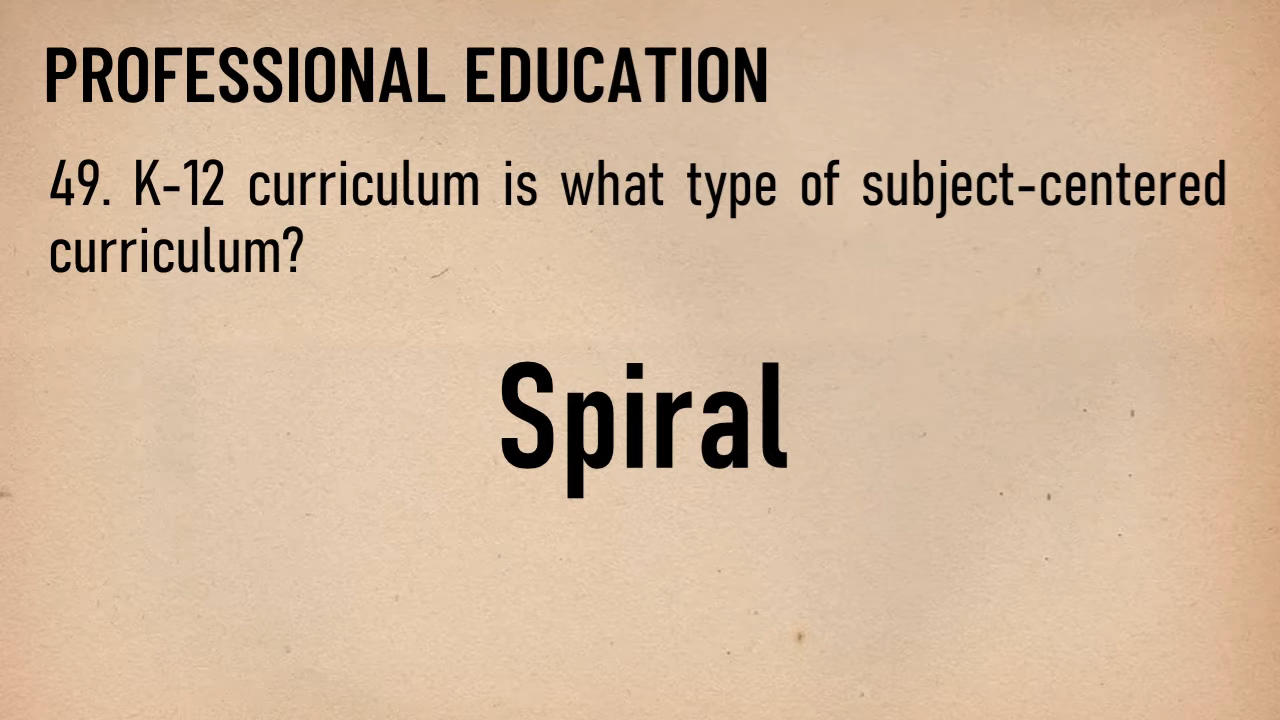 PROFESSIONAL EDUCATION
49. K-12 curriculum is what type of subject-centered
curriculum?
Spiral